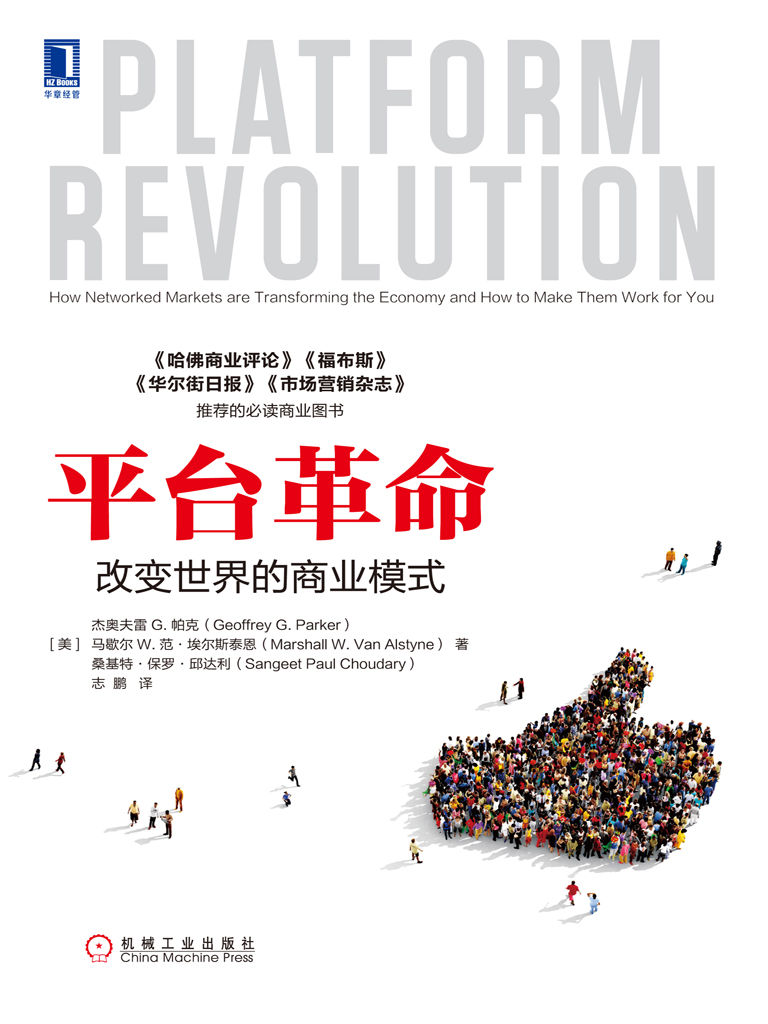 HZ BOOKS
华章经管
PLATFORM
REVOLUTION
How Networked Markets are Transforming the Economy and How to Make Them Work for You
《哈佛商业评论》《福布斯》
《华尔街日报》《市场营销杂志》
推荐的必读商业图书
平台革命
改变世界的商业模式
杰奥夫雷 G. 帕克（Geoffrey G. Parker）
[美] 马歇尔 W. 范·埃尔斯泰恩（Marshall W. Van Alstyne） 著
桑基特·保罗·邱达利（Sangeet Paul Choudary）
志 鹏 译
机械工业出版社
China Machine Press